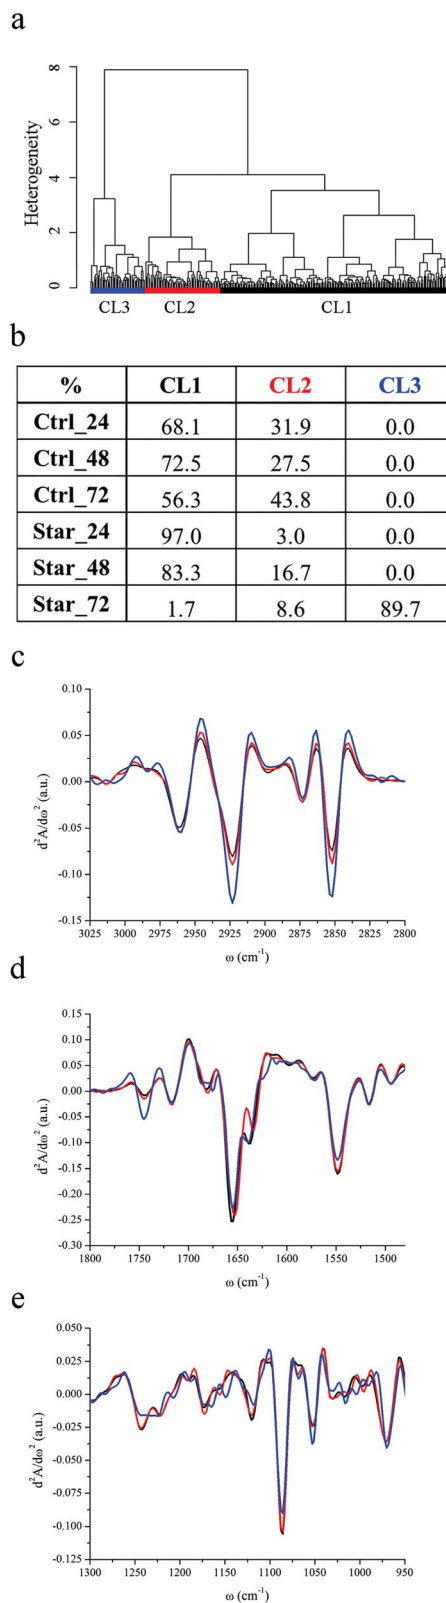 a
Heterogeneity
8
6
4
2
0
CL3 CL2 CL1
b
% CL1 CL2 CL3
Ctrl_24 68.1 31.9 0.0
Ctrl_48 72.5 27.5 0.0
Ctrl_72 56.3 43.8 0.0
Star_24 97.0 3.0 0.0
Star_48 83.3 16.7 0.0
Star_72 1.7 8.6 89.7
c
d²A/dω² (a.u.)
0.10
0.05
0.00
-0.05
-0.10
-0.15
3025 3000 2975 2950 2925 2900 2875 2850 2825 2800
ω (cm⁻¹)
d
d²A/dω² (a.u.)
0.15
0.10
0.05
0.00
-0.05
-0.10
-0.15
-0.20
-0.25
-0.30
1800 1750 1700 1650 1600 1550 1500
ω (cm⁻¹)
e
d²A/dω² (a.u.)
0.050
0.025
0.000
-0.025
-0.050
-0.075
-0.100
-0.125
1300 1250 1200 1150 1100 1050 1000 950
ω (cm⁻¹)